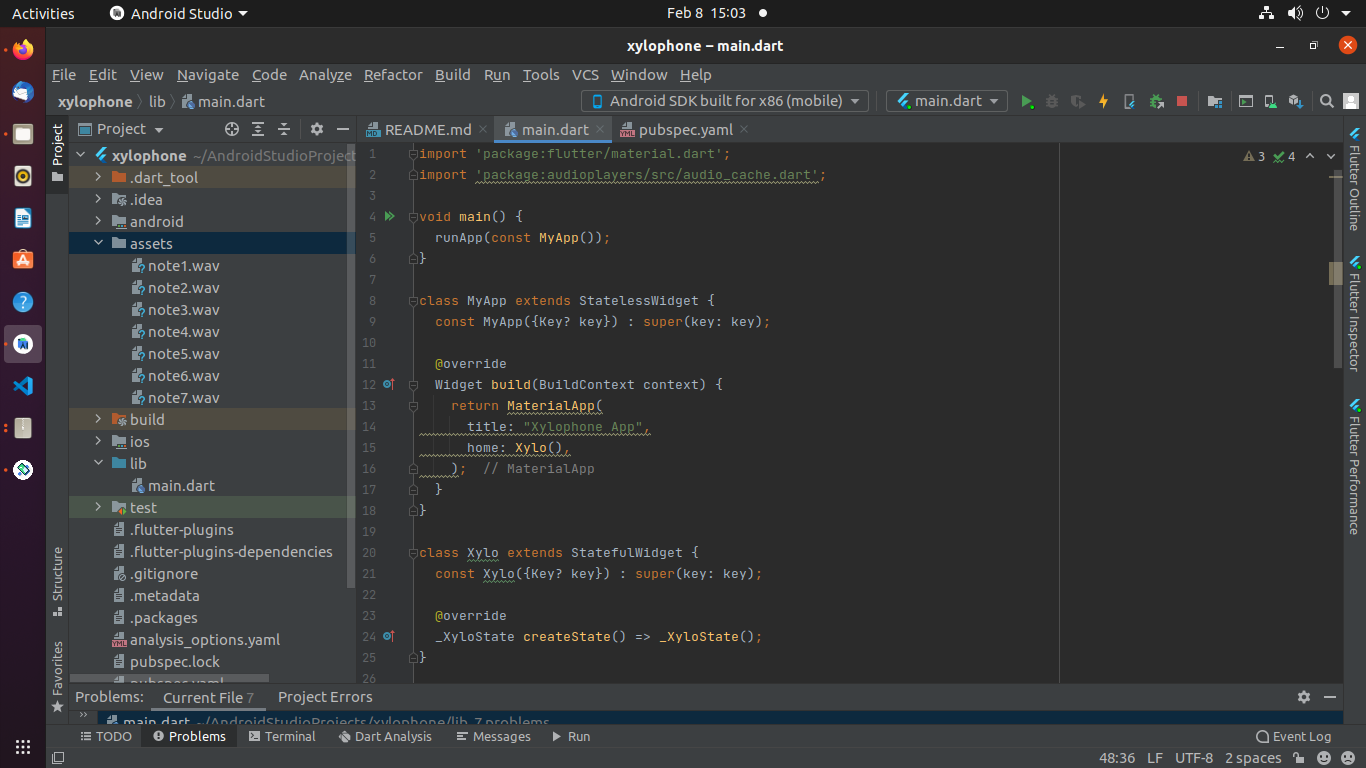 Activities Android Studio Feb 8 15:03
xylophone – main.dart
File Edit View Navigate Code Analyze Refactor Build Run Tools VCS Window Help
xylophone lib main.dart Android SDK built for x86 (mobile) main.dart
Project README.md main.dart pubspec.yaml
Project
Structure
Favorites
xylophone ~/AndroidStudioProject
.dart_tool
.idea
android
assets
note1.wav
note2.wav
note3.wav
note4.wav
note5.wav
note6.wav
note7.wav
build
ios
lib
main.dart
test
.flutter-plugins
.flutter-plugins-dependencies
.gitignore
.metadata
.packages
analysis_options.yaml
pubspec.lock
pubspec.yaml
3 4
1 import 'package:flutter/material.dart';
2 import 'package:audioplayers/src/audio_cache.dart';
3
4 void main() {
5 runApp(const MyApp());
6 }
7
8 class MyApp extends StatelessWidget {
9 const MyApp({Key? key}) : super(key: key);
10
11 @override
12 Widget build(BuildContext context) {
13 return MaterialApp(
14 title: "Xylophone App",
15 home: Xylo(),
16 ); // MaterialApp
17 }
18 }
19
20 class Xylo extends StatefulWidget {
21 const Xylo({Key? key}) : super(key: key);
22
23 @override
24 _XyloState createState() => _XyloState();
25 }
26
Flutter Outline
Flutter Inspector
Flutter Performance
Problems: Current File 7 Project Errors
main.dart ~/AndroidStudioProjects/xylophone/lib 7 problems
TODO Problems Terminal Dart Analysis Messages Run Event Log
48:36 LF UTF-8 2 spaces